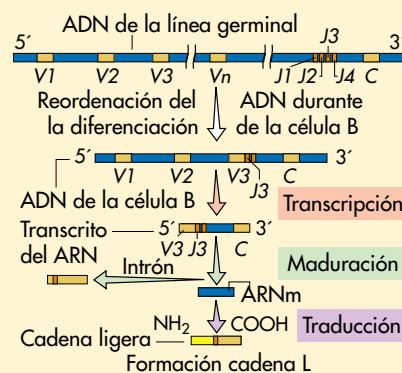 ADN de la línea germinal
5´ 3´
J3
V1 V2 V3 Vn J1 J2 J4 C
Reordenación del ADN durante
la diferenciación de la célula B
5´ 3´
V1 V2 V3 C
J3
ADN de la célula B
Transcripción
Transcrito 5´ 3´
del ARN V3 J3 C
Intrón Maduración
ARNm
NH2 COOH Traducción
Cadena ligera
Formación cadena L